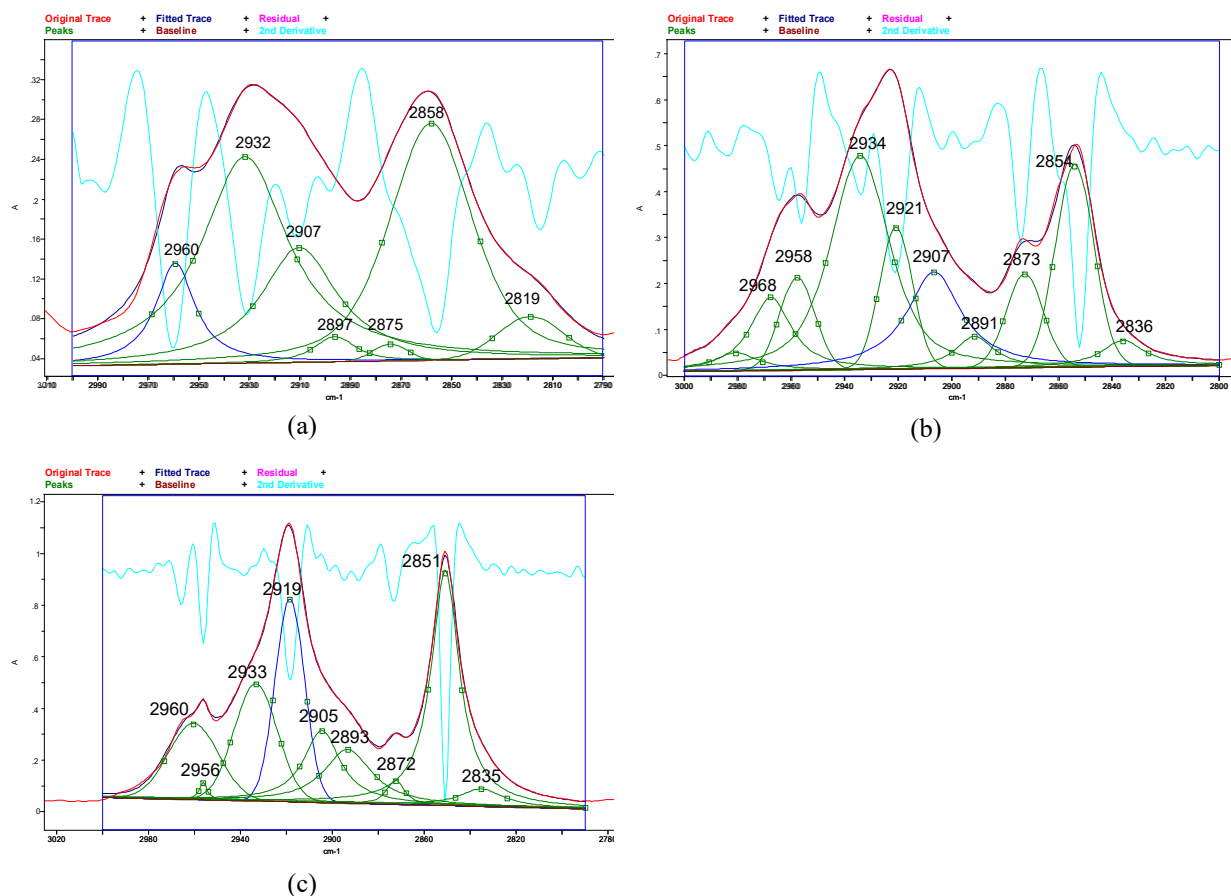 Original Trace + Fitted Trace + Residual +
Peaks + Baseline + 2nd Derivative
.32
.28
.24
.2
.16
.12
.08
.04
A
2960
2932
2907
2897
2875
2858
2819
3010 2990 2970 2950 2930 2910 2890 2870 2850 2830 2810 2790
cm-1
(a)
Original Trace + Fitted Trace + Residual +
Peaks + Baseline + 2nd Derivative
.7
.6
.5
.4
.3
.2
.1
0
A
2968
2958
2934
2921
2907
2891
2873
2854
2836
3000 2980 2960 2940 2920 2900 2880 2860 2840 2820 2800
cm-1
(b)
Original Trace + Fitted Trace + Residual +
Peaks + Baseline + 2nd Derivative
1.2
1
.8
.6
.4
.2
0
A
2960
2956
2933
2919
2905
2893
2872
2851
2835
3020 2980 2940 2900 2860 2820 2780
cm-1
(c)